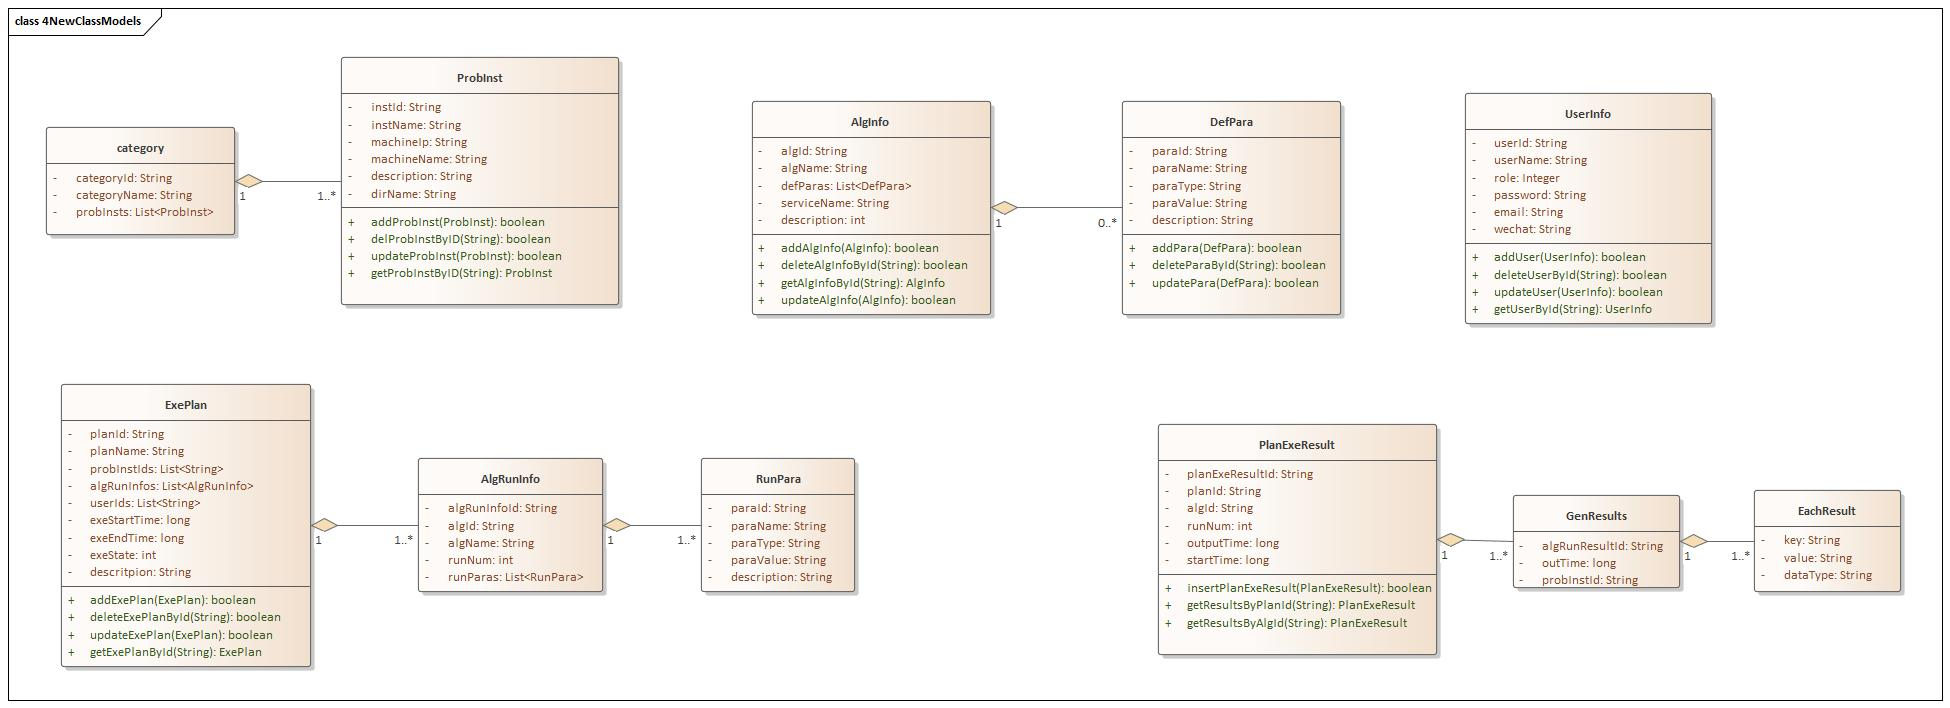 class 4NewClassModels
category
- categoryId: String
- categoryName: String
- probInsts: List<ProbInst>
1
1..*
ProbInst
- instId: String
- instName: String
- machineIp: String
- machineName: String
- description: String
- dirName: String
+ addProbInst(ProbInst): boolean
+ delProbInstByID(String): boolean
+ updateProbInst(ProbInst): boolean
+ getProbInstByID(String): ProbInst
AlgInfo
- algId: String
- algName: String
- defParas: List<DefPara>
- serviceName: String
- description: int
+ addAlgInfo(AlgInfo): boolean
+ deleteAlgInfoById(String): boolean
+ getAlgInfoById(String): AlgInfo
+ updateAlgInfo(AlgInfo): boolean
1
0..*
DefPara
- paraId: String
- paraName: String
- paraType: String
- paraValue: String
- description: String
+ addPara(DefPara): boolean
+ deleteParaById(String): boolean
+ updatePara(DefPara): boolean
UserInfo
- userId: String
- userName: String
- role: Integer
- password: String
- email: String
- wechat: String
+ addUser(UserInfo): boolean
+ deleteUserById(String): boolean
+ updateUser(UserInfo): boolean
+ getUserById(String): UserInfo
ExePlan
- planId: String
- planName: String
- probInstIds: List<String>
- algRunInfos: List<AlgRunInfo>
- userIds: List<String>
- exeStartTime: long
- exeEndTime: long
- exeState: int
- descritpion: String
+ addExePlan(ExePlan): boolean
+ deleteExePlanById(String): boolean
+ updateExePlan(ExePlan): boolean
+ getExePlanById(String): ExePlan
1
1..*
AlgRunInfo
- algRunInfoId: String
- algId: String
- algName: String
- runNum: int
- runParas: List<RunPara>
1
1..*
RunPara
- paraId: String
- paraName: String
- paraType: String
- paraValue: String
- description: String
PlanExeResult
- planExeResultId: String
- planId: String
- algId: String
- runNum: int
- outputTime: long
- startTime: long
+ insertPlanExeResult(PlanExeResult): boolean
+ getResultsByPlanId(String): PlanExeResult
+ getResultsByAlgId(String): PlanExeResult
1
1..*
GenResults
- algRunResultId: String
- outTime: long
- probInstId: String
1
1..*
EachResult
- key: String
- value: String
- dataType: String